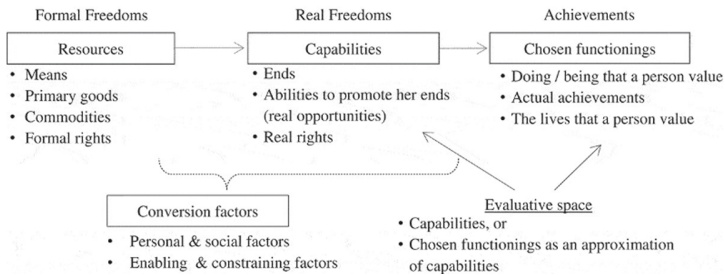 Formal Freedoms
Real Freedoms
Achievements
Resources
Capabilities
Chosen functionings
• Means
• Primary goods
• Commodities
• Formal rights
• Ends
• Abilities to promote her ends
(real opportunities)
• Real rights
• Doing / being that a person value
• Actual achievements
• The lives that a person value
Conversion factors
• Personal & social factors
• Enabling & constraining factors
Evaluative space
• Capabilities, or
• Chosen functionings as an approximation
of capabilities